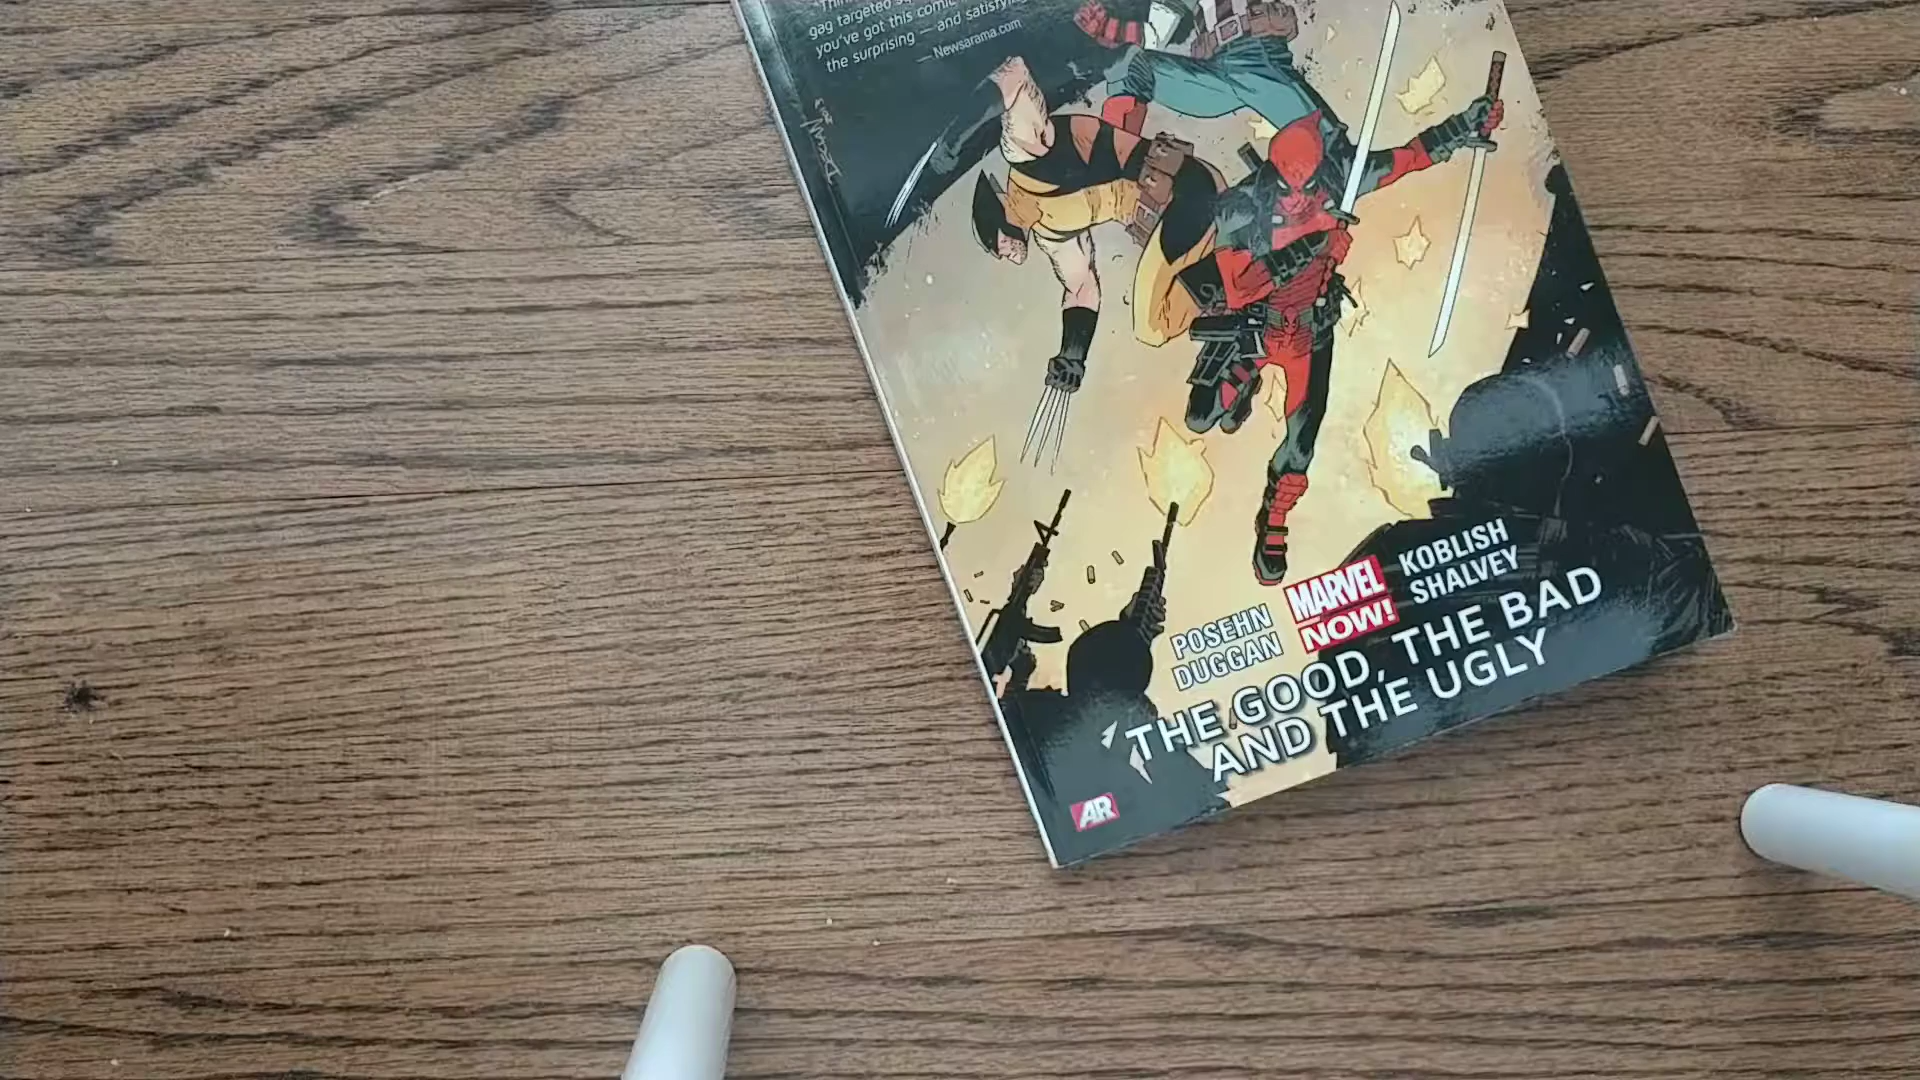 gag targeted
you've got this comic
the surprising — and satisfying
— Newsarama.com
POSEHN
DUGGAN
MARVEL
NOW!
KOBLISH
SHALVEY
THE GOOD, THE BAD
AND THE UGLY
AR